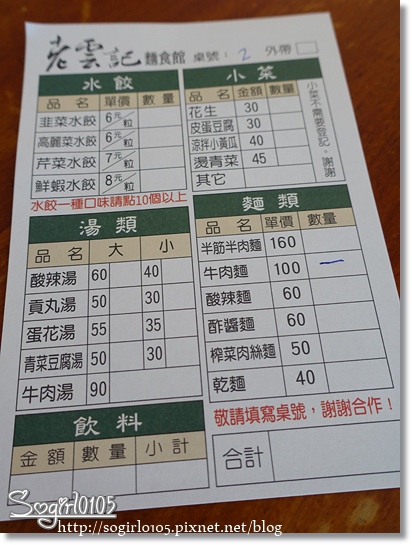 老雲記 麵食館 桌號： 2 外帶
水餃
品名 單價 數量
韭菜水餃 6元/粒
高麗菜水餃 6元/粒
芹菜水餃 7元/粒
鮮蝦水餃 8元/粒
水餃一種口味請點10個以上
小菜
品名 金額 數量
花生 30
皮蛋豆腐 30
涼拌小黃瓜 40
燙青菜 45
其它
小菜不需要登記。謝謝
湯類
品名 大 小
酸辣湯 60 40
貢丸湯 50 30
蛋花湯 55 35
青菜豆腐湯 50 30
牛肉湯 90
麵類
品名 單價 數量
半筋半肉麵 160
牛肉麵 100 一
酸辣麵 60
酢醬麵 60
榨菜肉絲麵 50
乾麵 40
敬請填寫桌號，謝謝合作！
飲料
金額 數量 小計
合計
Sogirl0105
http://sogirl0105.pixnet.net/blog